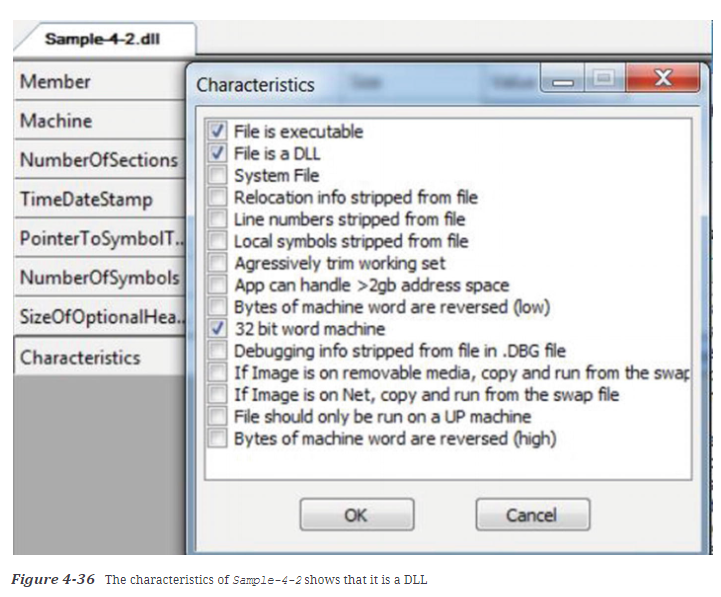 Sample-4-2.dll
Member
Machine
NumberOfSections
TimeDateStamp
PointerToSymbolT..
NumberOfSymbols
SizeOfOptionalHea..
Characteristics
Characteristics
File is executable
File is a DLL
System File
Relocation info stripped from file
Line numbers stripped from file
Local symbols stripped from file
Agressively trim working set
App can handle >2gb address space
Bytes of machine word are reversed (low)
32 bit word machine
Debugging info stripped from file in .DBG file
If Image is on removable media, copy and run from the swap
If Image is on Net, copy and run from the swap file
File should only be run on a UP machine
Bytes of machine word are reversed (high)
OK Cancel
Figure 4-36 The characteristics of Sample-4-2 shows that it is a DLL